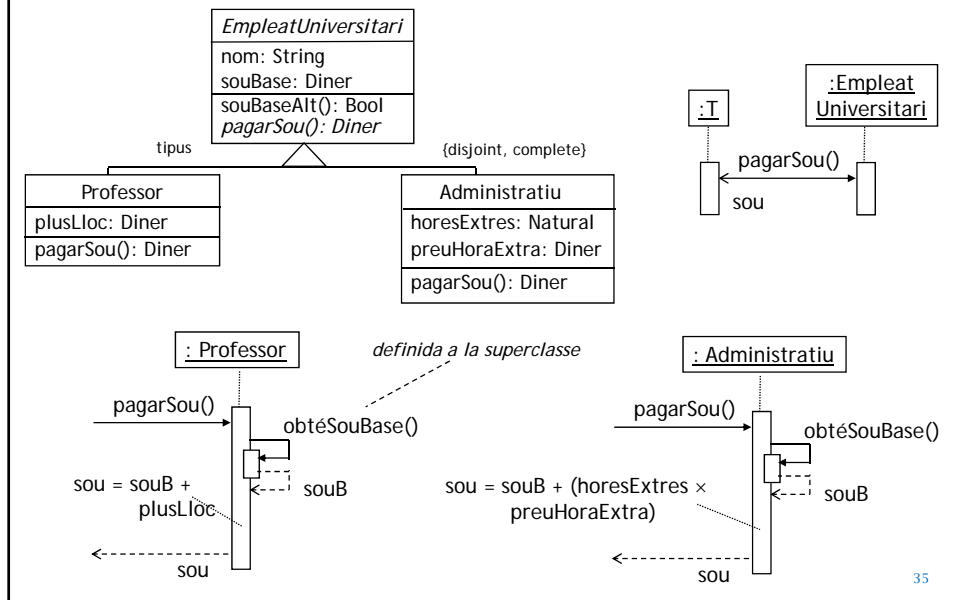 EmpleatUniversitari
nom: String
souBase: Diner
souBaseAlt(): Bool
pagarSou(): Diner
tipus
{disjoint, complete}
Professor
plusLloc: Diner
pagarSou(): Diner
Administratiu
horesExtres: Natural
preuHoraExtra: Diner
pagarSou(): Diner
:T
:Empleat
Universitari
pagarSou()
sou
: Professor
definida a la superclasse
pagarSou()
obtéSouBase()
souB
sou = souB +
plusLloc
sou
: Administratiu
pagarSou()
obtéSouBase()
souB
sou = souB + (horesExtres ×
preuHoraExtra)
sou
35